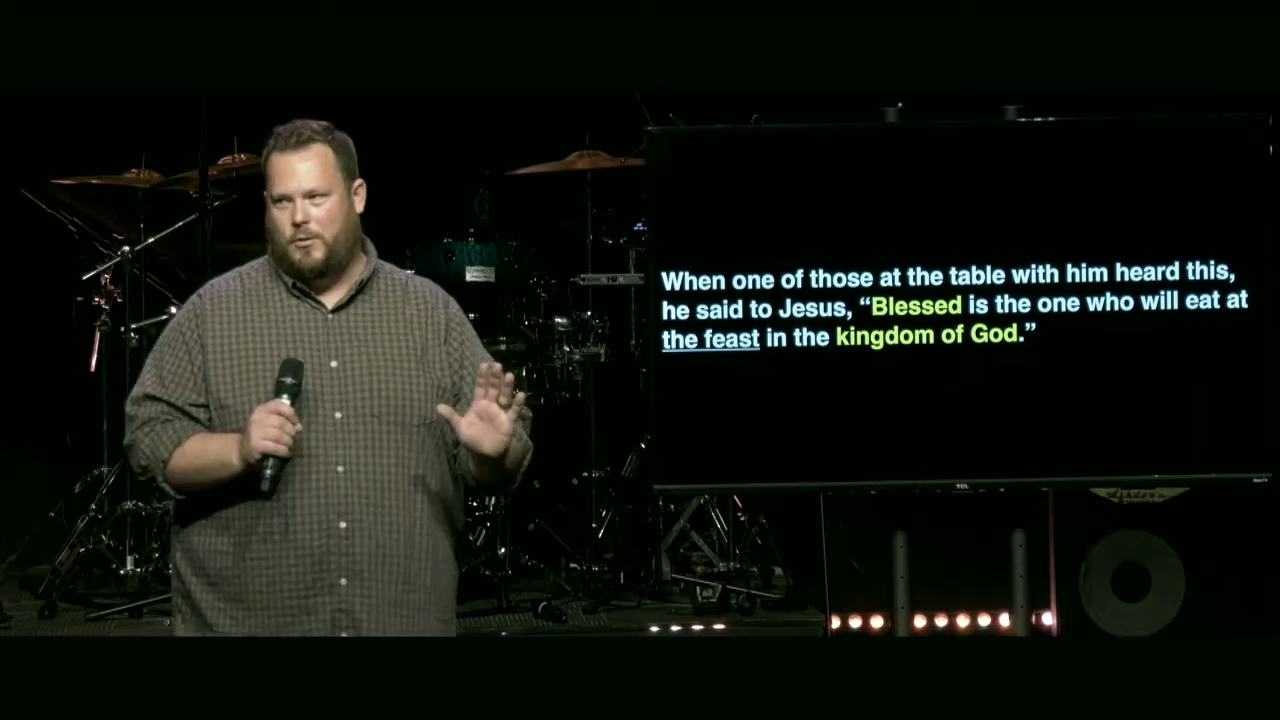 When one of those at the table with him heard this,
he said to Jesus, “Blessed is the one who will eat at
the feast in the kingdom of God.”
TCL